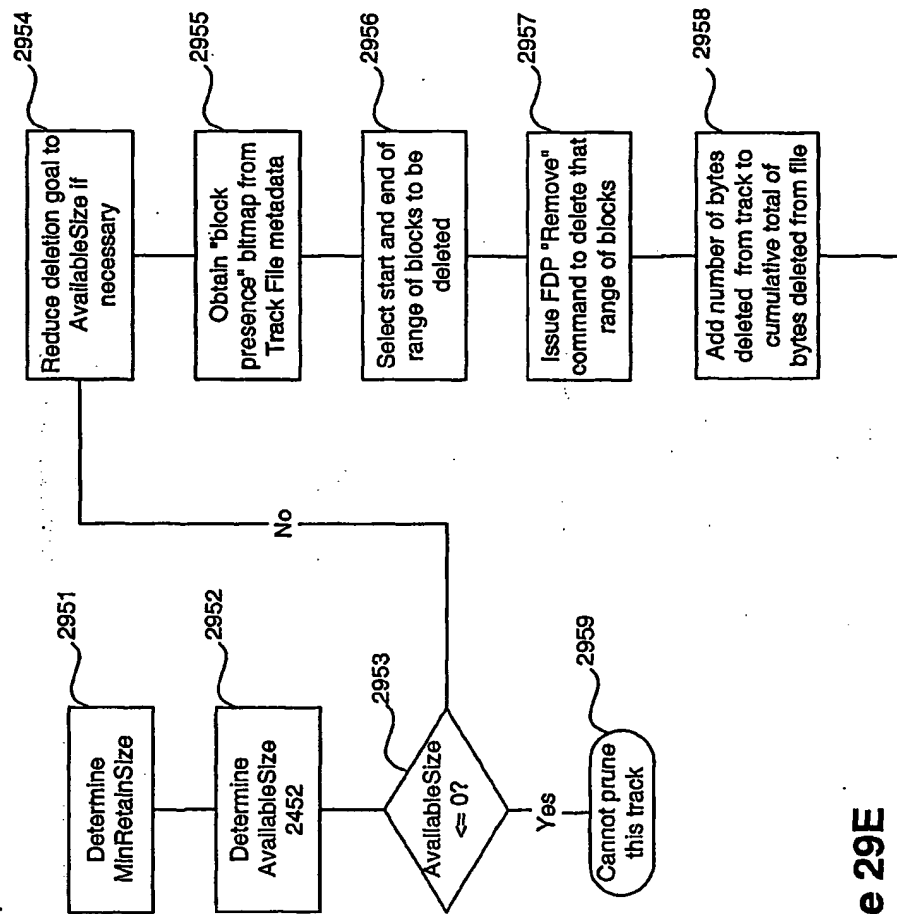 2951
Determine
MinRetainSize
2952
Determine
AvailableSize
2452
2953
AvailableSize
<= 0?
Yes
2959
Cannot prune
this track
No
2954
Reduce deletion goal to
AvailableSize if
necessary
2955
Obtain "block
presence" bitmap from
Track File metadata
2956
Select start and end of
range of blocks to be
deleted
2957
Issue FDP "Remove"
command to delete that
range of blocks
2958
Add number of bytes
deleted from track to
cumulative total of
bytes deleted from file
e 29E